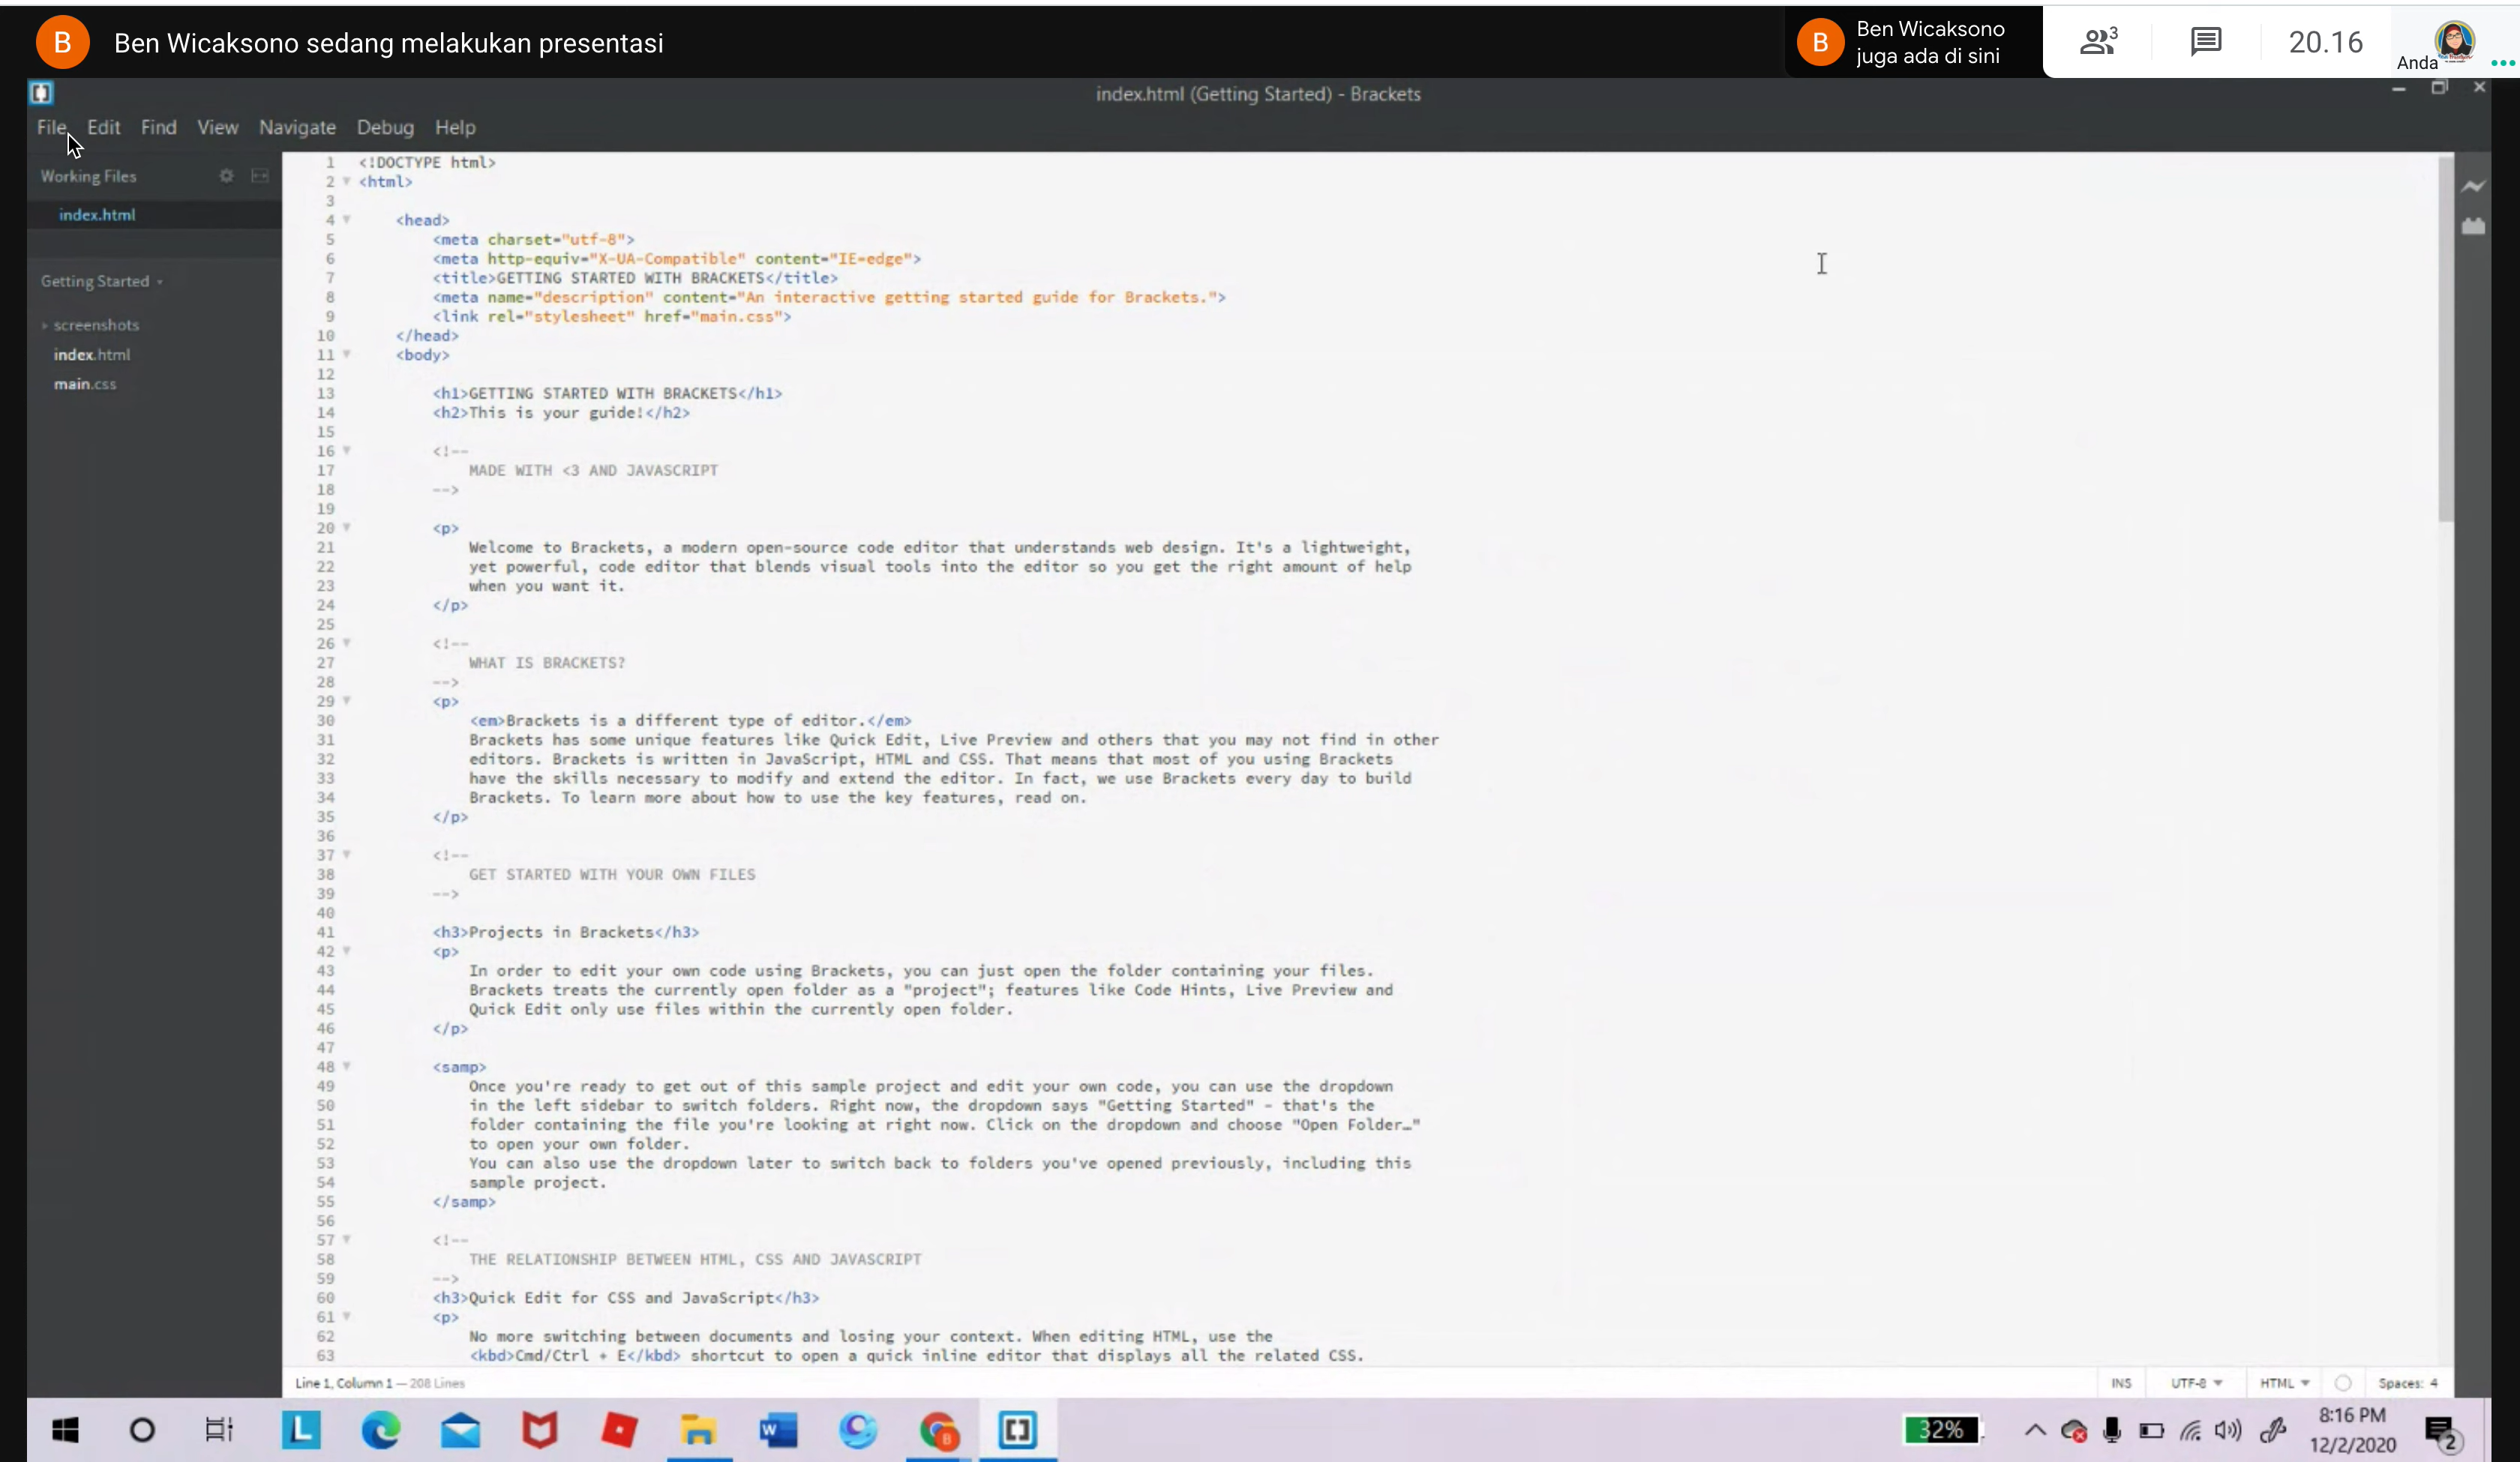 B Ben Wicaksono sedang melakukan presentasi
B Ben Wicaksono juga ada di sini
3
20.16
Anda
index.html (Getting Started) - Brackets
File Edit Find View Navigate Debug Help
Working Files
index.html
Getting Started
screenshots
index.html
main.css
1 <!DOCTYPE html>
2 <html>
3
4 <head>
5 <meta charset="utf-8">
6 <meta http-equiv="X-UA-Compatible" content="IE=edge">
7 <title>GETTING STARTED WITH BRACKETS</title>
8 <meta name="description" content="An interactive getting started guide for Brackets.">
9 <link rel="stylesheet" href="main.css">
10 </head>
11 <body>
12
13 <h1>GETTING STARTED WITH BRACKETS</h1>
14 <h2>This is your guide!</h2>
15
16 <!--
17 MADE WITH <3 AND JAVASCRIPT
18 -->
19
20 <p>
21 Welcome to Brackets, a modern open-source code editor that understands web design. It's a lightweight,
22 yet powerful, code editor that blends visual tools into the editor so you get the right amount of help
23 when you want it.
24 </p>
25
26 <!--
27 WHAT IS BRACKETS?
28 -->
29 <p>
30 <em>Brackets is a different type of editor.</em>
31 Brackets has some unique features like Quick Edit, Live Preview and others that you may not find in other
32 editors. Brackets is written in JavaScript, HTML and CSS. That means that most of you using Brackets
33 have the skills necessary to modify and extend the editor. In fact, we use Brackets every day to build
34 Brackets. To learn more about how to use the key features, read on.
35 </p>
36
37 <!--
38 GET STARTED WITH YOUR OWN FILES
39 -->
40
41 <h3>Projects in Brackets</h3>
42 <p>
43 In order to edit your own code using Brackets, you can just open the folder containing your files.
44 Brackets treats the currently open folder as a "project"; features like Code Hints, Live Preview and
45 Quick Edit only use files within the currently open folder.
46 </p>
47
48 <samp>
49 Once you're ready to get out of this sample project and edit your own code, you can use the dropdown
50 in the left sidebar to switch folders. Right now, the dropdown says "Getting Started" - that's the
51 folder containing the file you're looking at right now. Click on the dropdown and choose "Open Folder…"
52 to open your own folder.
53 You can also use the dropdown later to switch back to folders you've opened previously, including this
54 sample project.
55 </samp>
56
57 <!--
58 THE RELATIONSHIP BETWEEN HTML, CSS AND JAVASCRIPT
59 -->
60 <h3>Quick Edit for CSS and JavaScript</h3>
61 <p>
62 No more switching between documents and losing your context. When editing HTML, use the
63 <kbd>Cmd/Ctrl + E</kbd> shortcut to open a quick inline editor that displays all the related CSS.
Line 1, Column 1 — 208 Lines
INS UTF-8 HTML Spaces: 4
32%
8:16 PM
12/2/2020
2